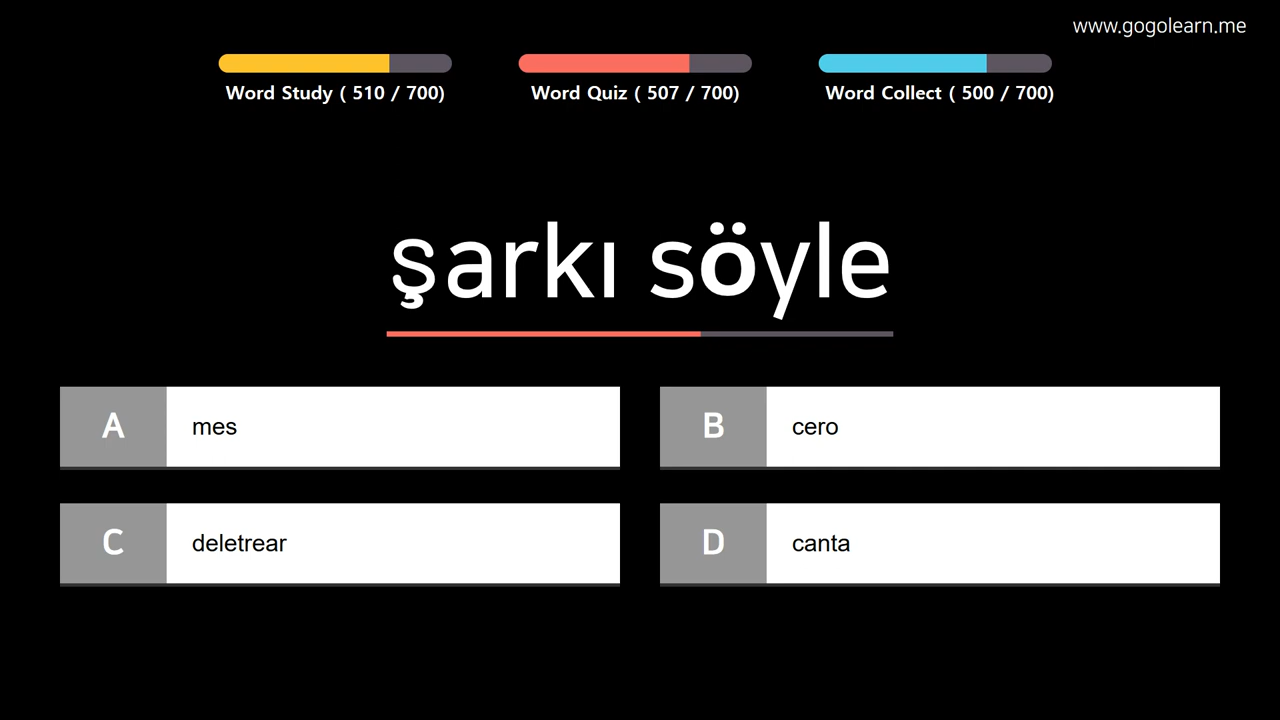 www.gogolearn.me
Word Study ( 510 / 700)
Word Quiz ( 507 / 700)
Word Collect ( 500 / 700)
şarkı söyle
A mes
B cero
C deletrear
D canta